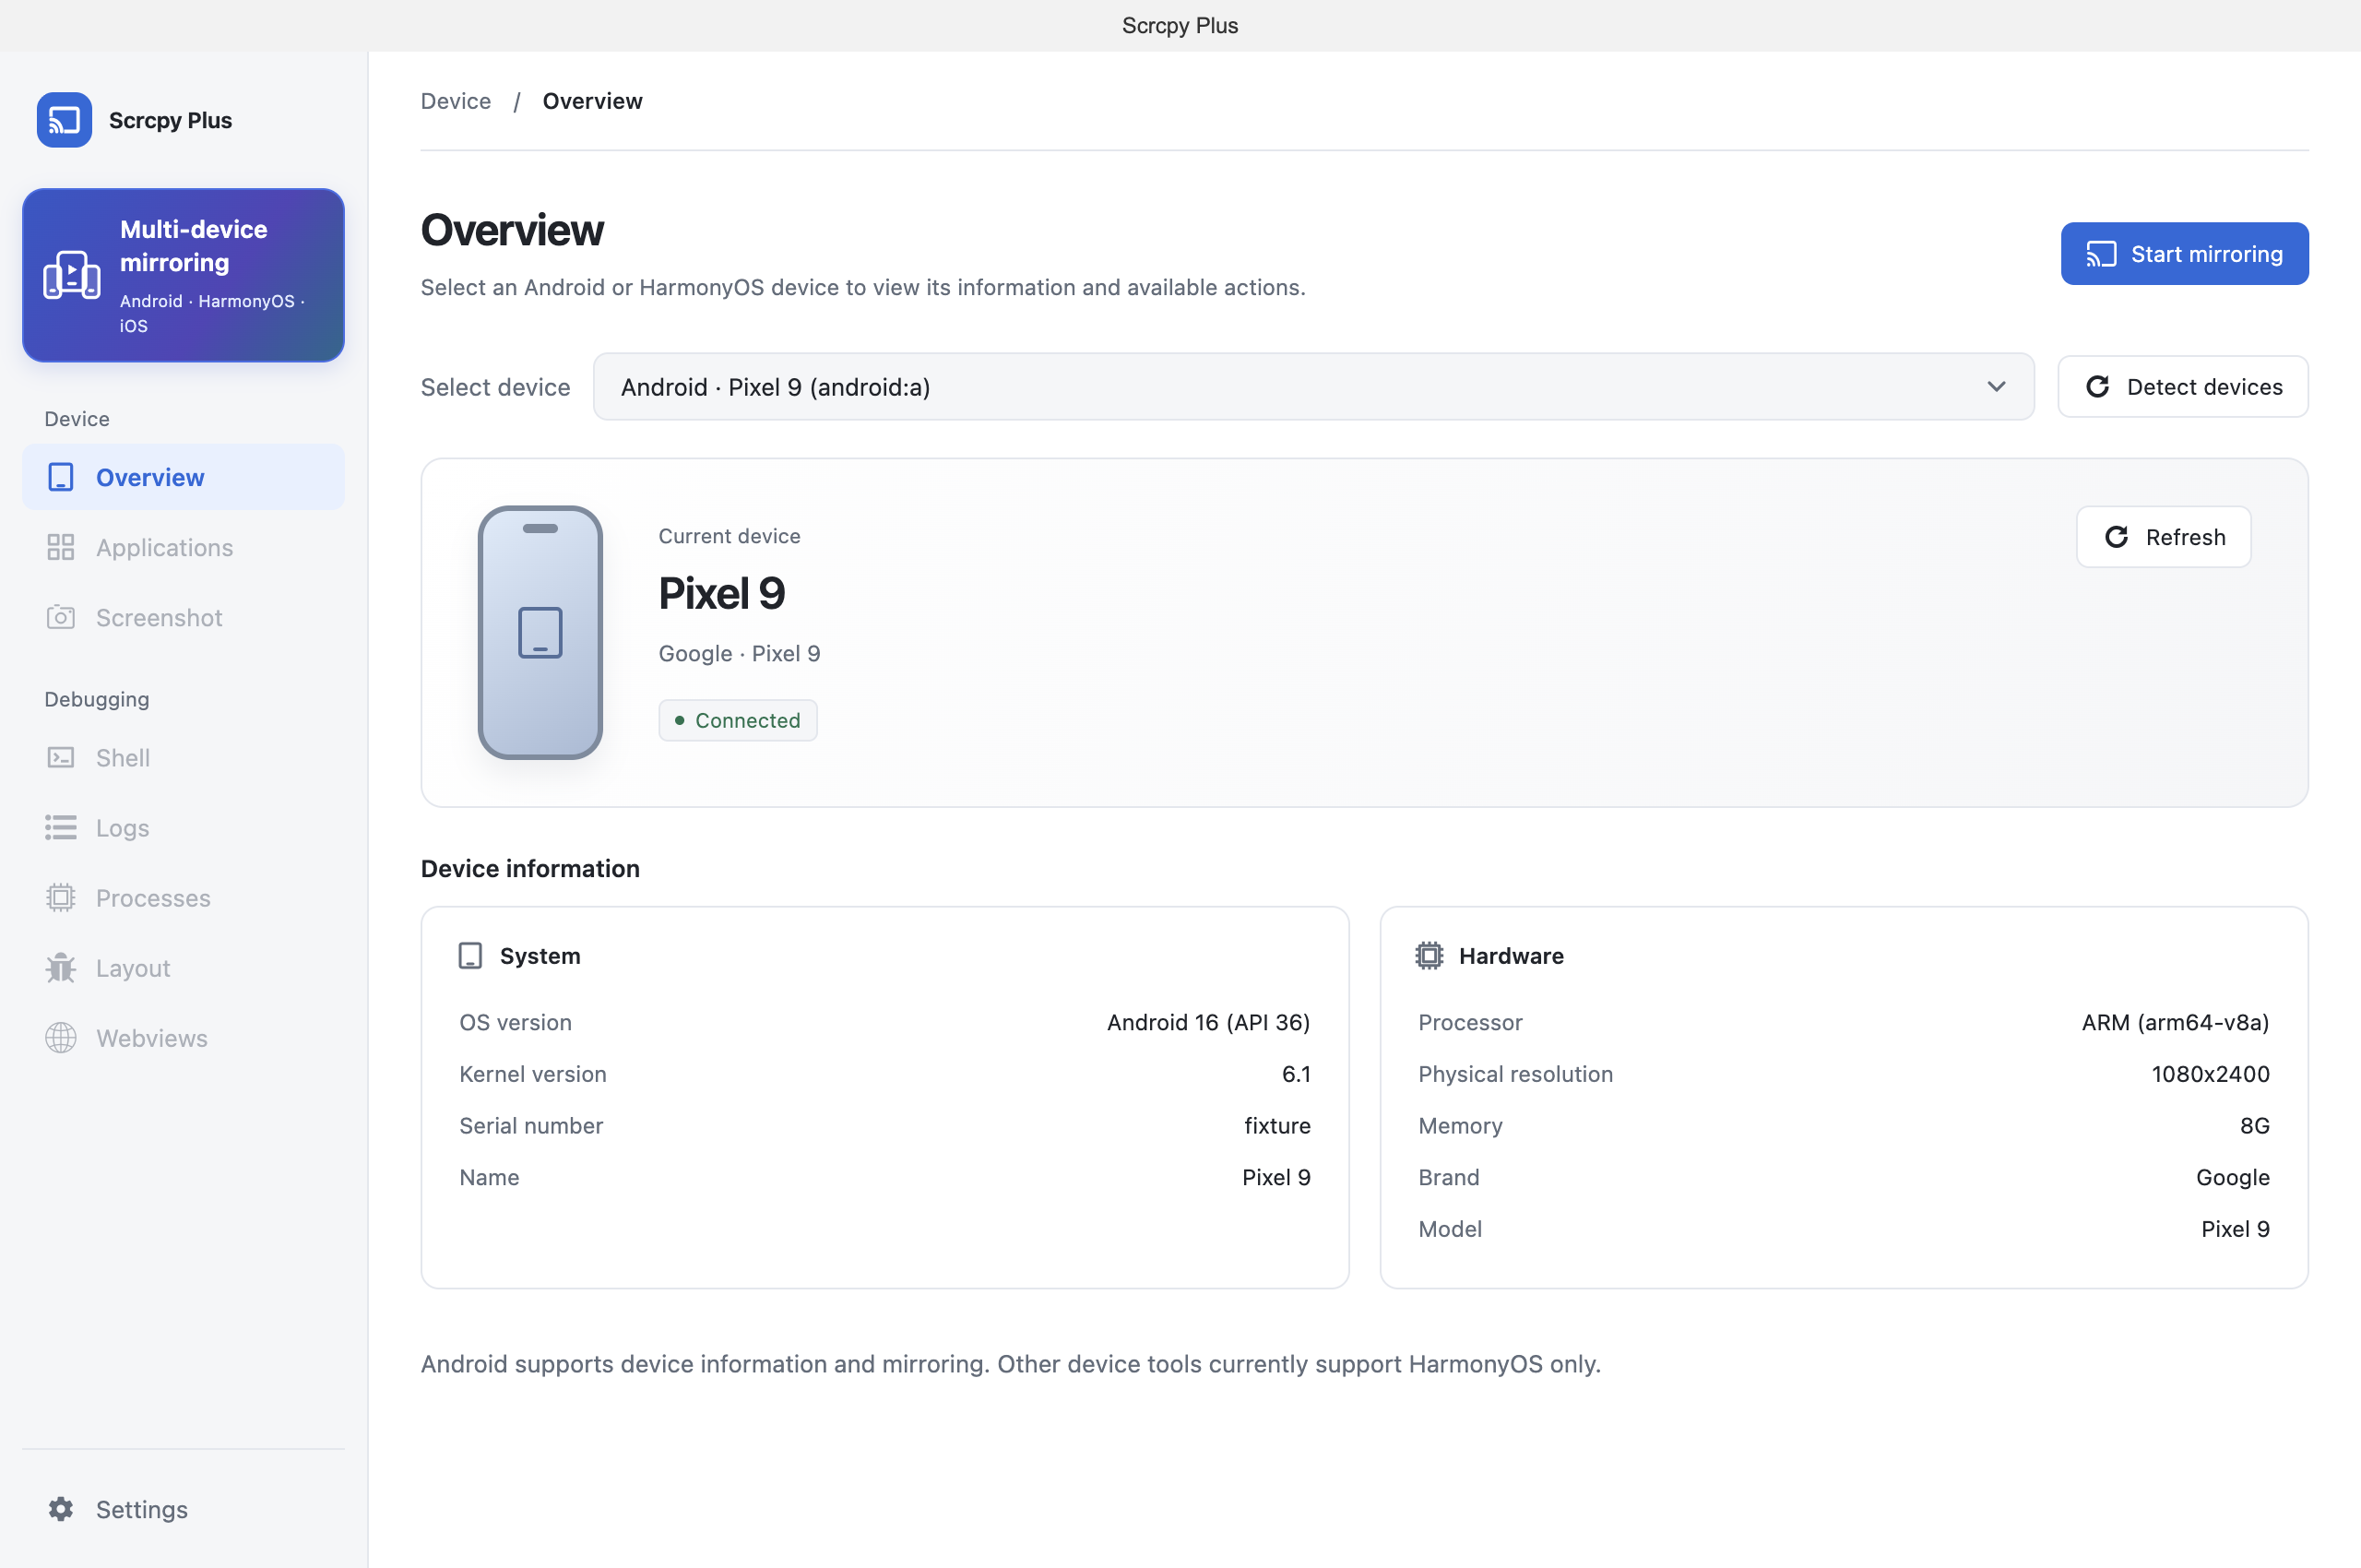 Scrcpy Plus
Scrcpy Plus
Multi-device
mirroring
Android · HarmonyOS ·
iOS
Device
Overview
Applications
Screenshot
Debugging
Shell
Logs
Processes
Layout
Webviews
Settings
Device / Overview
Overview
Select an Android or HarmonyOS device to view its information and available actions.
Start mirroring
Select device
Android · Pixel 9 (android:a)
Detect devices
Current device
Pixel 9
Google · Pixel 9
Connected
Refresh
Device information
System
OS version Android 16 (API 36)
Kernel version 6.1
Serial number fixture
Name Pixel 9
Hardware
Processor ARM (arm64-v8a)
Physical resolution 1080x2400
Memory 8G
Brand Google
Model Pixel 9
Android supports device information and mirroring. Other device tools currently support HarmonyOS only.